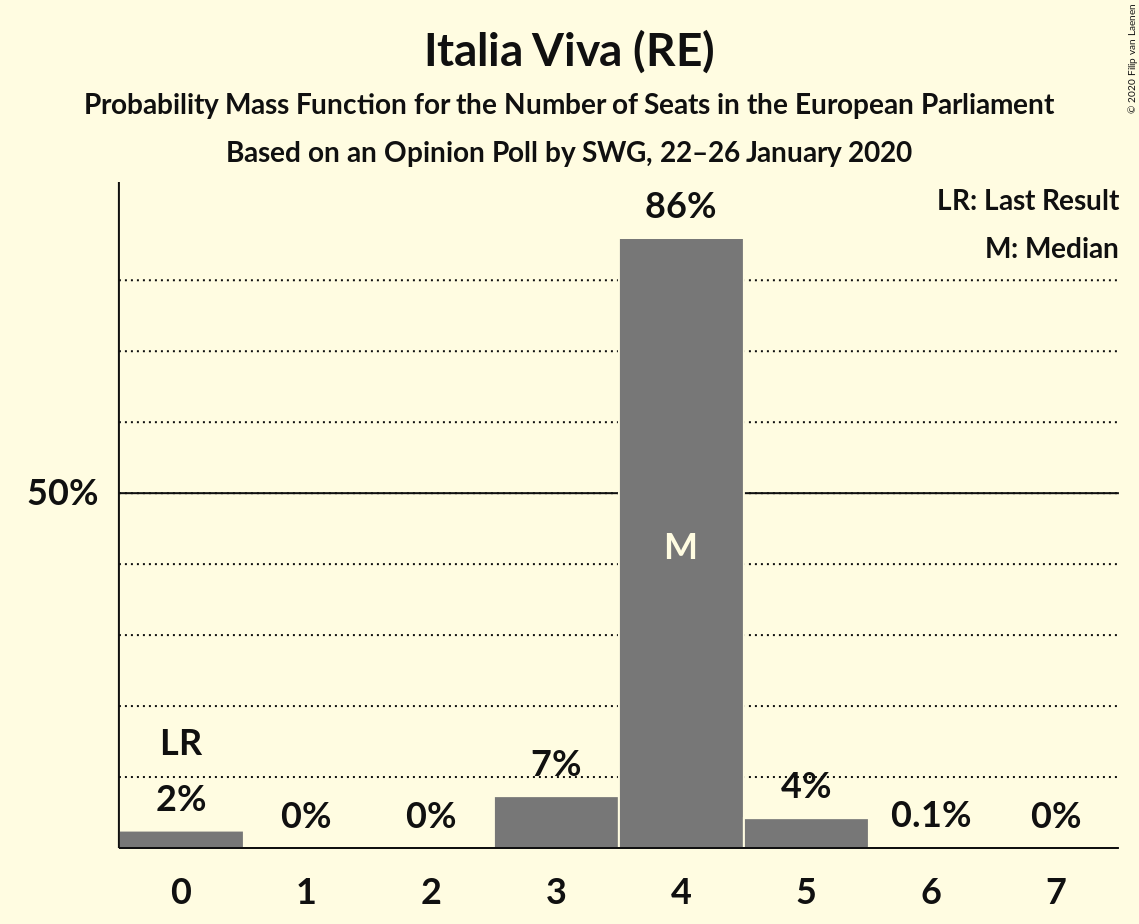 Italia Viva (RE)
Probability Mass Function for the Number of Seats in the European Parliament
Based on an Opinion Poll by SWG, 22–26 January 2020
© 2020 Filip van Laenen
LR: Last Result
M: Median
86%
50%
M
LR
2%
0%
0%
7%
4%
0.1%
0%
0 1 2 3 4 5 6 7